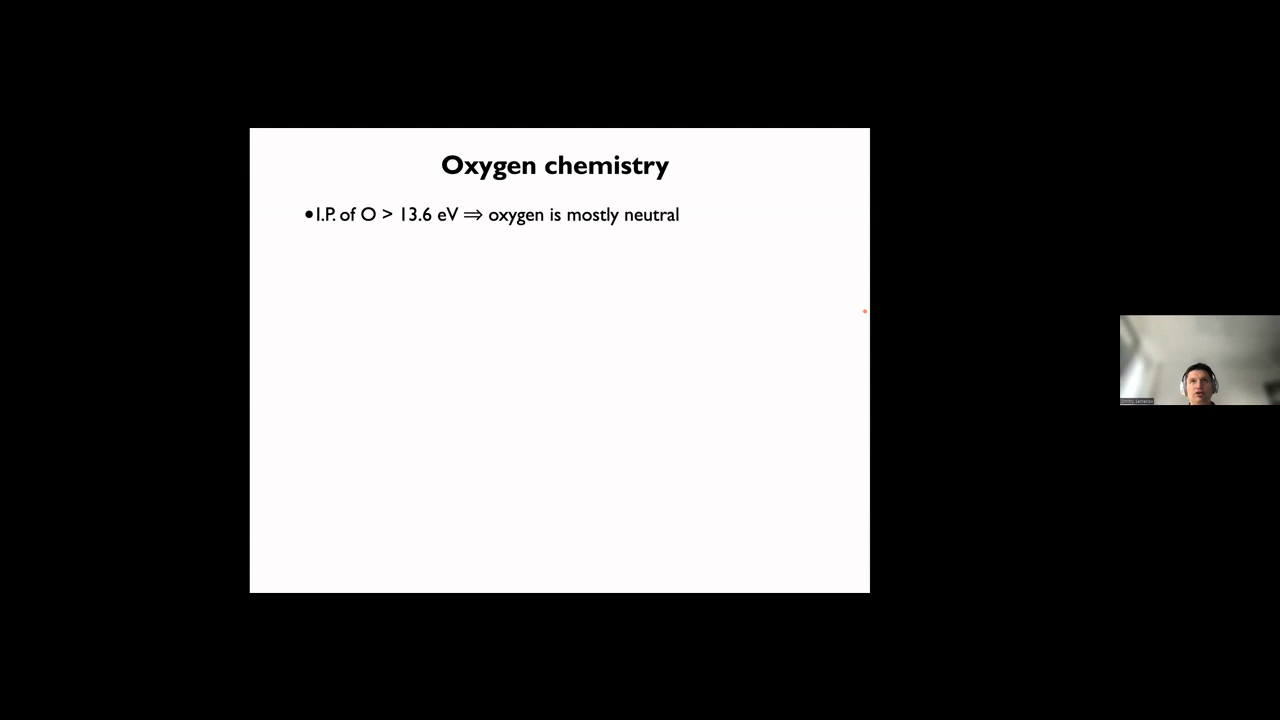 Oxygen chemistry
•I.P. of O > 13.6 eV ⟹ oxygen is mostly neutral